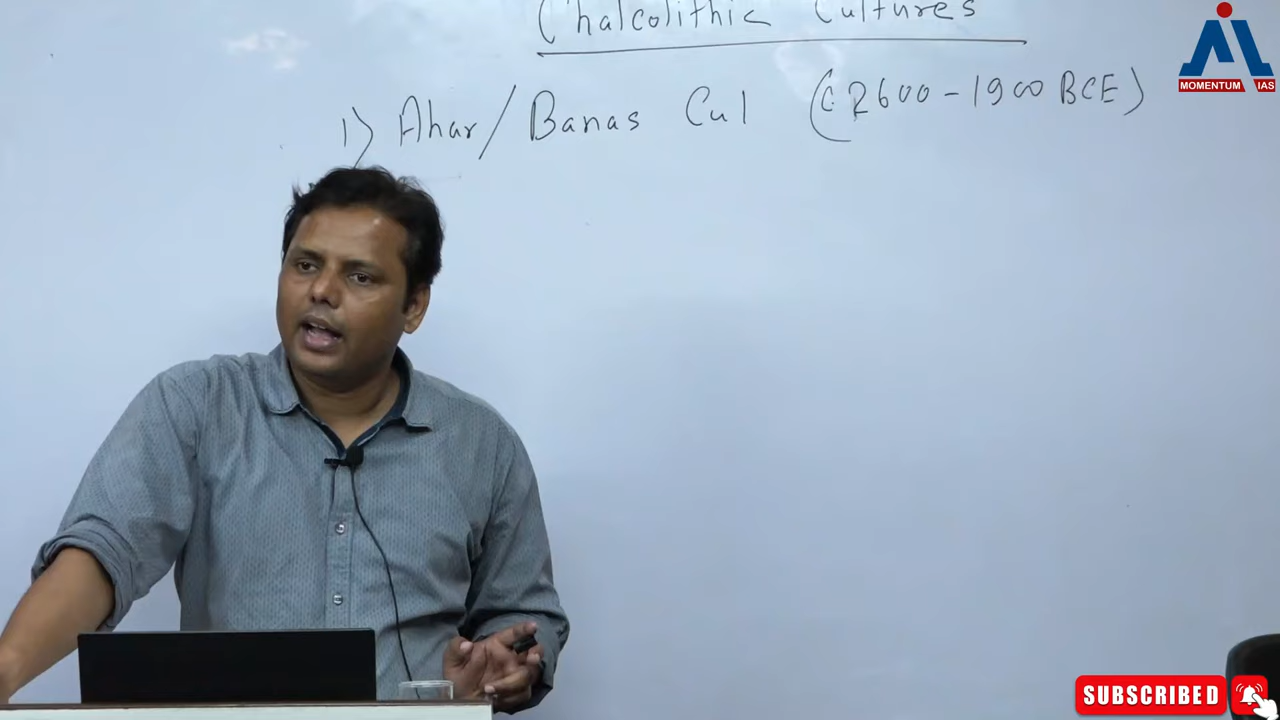 Chalcolithic Cultures
1) Ahar/Banas Cul (C. 2600-1900 BCE)
MOMENTUM IAS
SUBSCRIBED